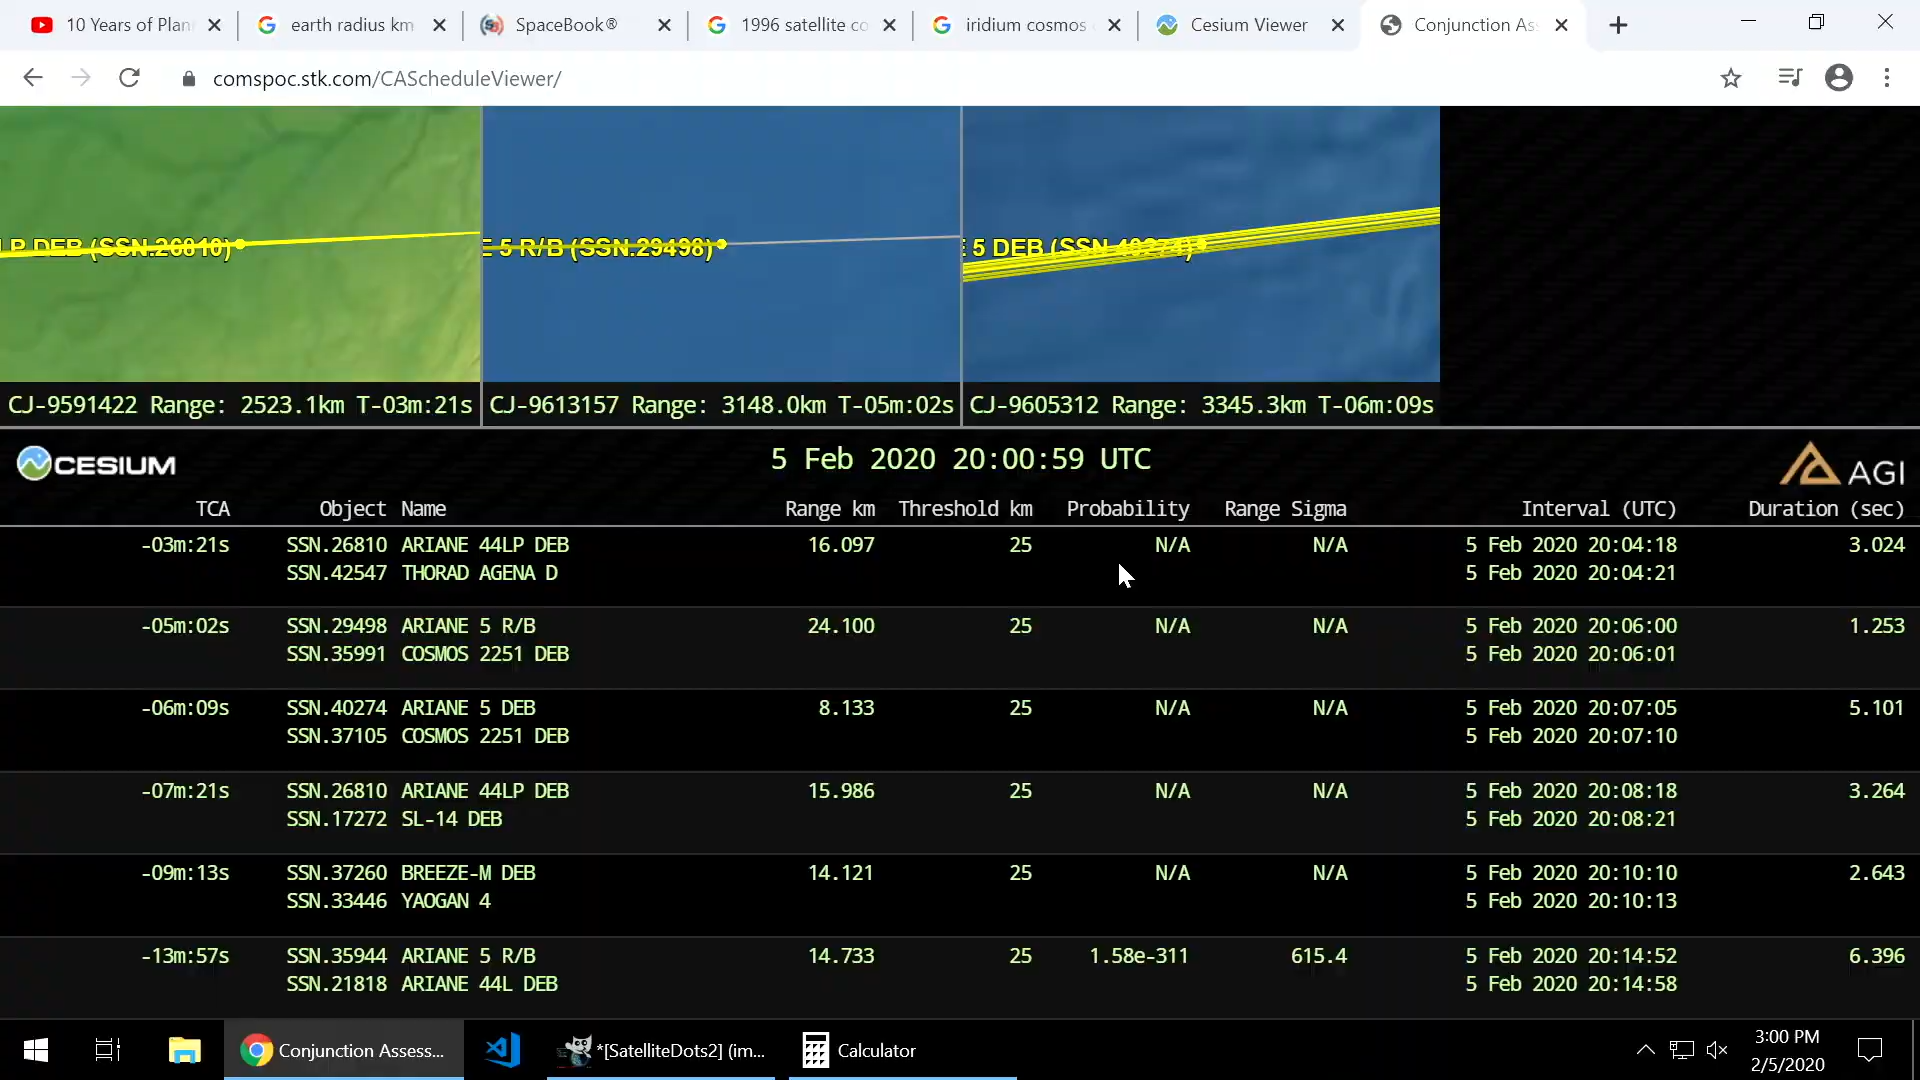 10 Years of Plan
earth radius km
SpaceBook®
1996 satellite co
iridium cosmos
Cesium Viewer
Conjunction As
comspoc.stk.com/CAScheduleViewer/
LP DEB (SSN.26810)
E 5 R/B (SSN.29498)
E 5 DEB (SSN.40274)
CJ-9591422 Range: 2523.1km T-03m:21s
CJ-9613157 Range: 3148.0km T-05m:02s
CJ-9605312 Range: 3345.3km T-06m:09s
CESIUM
5 Feb 2020 20:00:59 UTC
AGI
TCA Object Name Range km Threshold km Probability Range Sigma Interval (UTC) Duration (sec)
-03m:21s SSN.26810 ARIANE 44LP DEB 16.097 25 N/A N/A 5 Feb 2020 20:04:18 3.024
SSN.42547 THORAD AGENA D 5 Feb 2020 20:04:21
-05m:02s SSN.29498 ARIANE 5 R/B 24.100 25 N/A N/A 5 Feb 2020 20:06:00 1.253
SSN.35991 COSMOS 2251 DEB 5 Feb 2020 20:06:01
-06m:09s SSN.40274 ARIANE 5 DEB 8.133 25 N/A N/A 5 Feb 2020 20:07:05 5.101
SSN.37105 COSMOS 2251 DEB 5 Feb 2020 20:07:10
-07m:21s SSN.26810 ARIANE 44LP DEB 15.986 25 N/A N/A 5 Feb 2020 20:08:18 3.264
SSN.17272 SL-14 DEB 5 Feb 2020 20:08:21
-09m:13s SSN.37260 BREEZE-M DEB 14.121 25 N/A N/A 5 Feb 2020 20:10:10 2.643
SSN.33446 YAOGAN 4 5 Feb 2020 20:10:13
-13m:57s SSN.35944 ARIANE 5 R/B 14.733 25 1.58e-311 615.4 5 Feb 2020 20:14:52 6.396
SSN.21818 ARIANE 44L DEB 5 Feb 2020 20:14:58
Conjunction Assess...
*[SatelliteDots2] (im...
Calculator
3:00 PM
2/5/2020